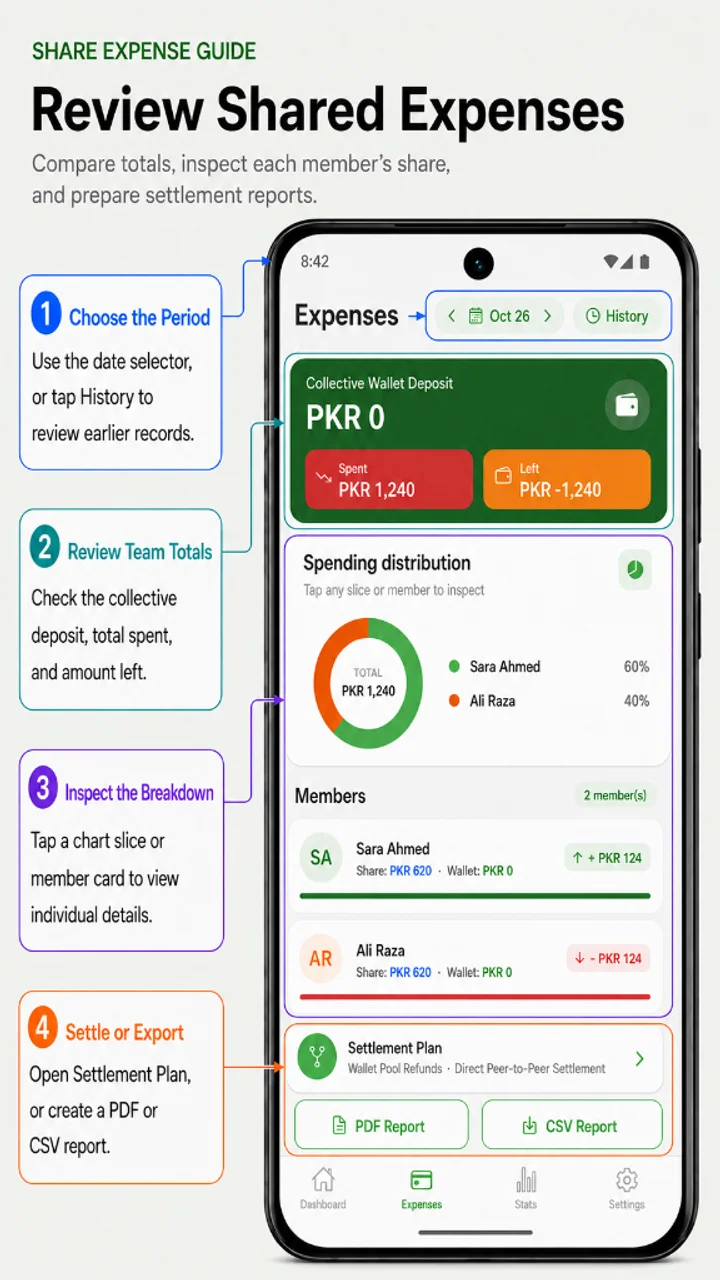 SHARE EXPENSE GUIDE
Review Shared Expenses
Compare totals, inspect each member's share,
and prepare settlement reports.
1 Choose the Period
Use the date selector,
or tap History to
review earlier records.
2 Review Team Totals
Check the collective
deposit, total spent,
and amount left.
3 Inspect the Breakdown
Tap a chart slice or
member card to view
individual details.
4 Settle or Export
Open Settlement Plan,
or create a PDF or
CSV report.
8:42
Expenses
Oct 26
History
Collective Wallet Deposit
PKR 0
Spent
PKR 1,240
Left
PKR -1,240
Spending distribution
Tap any slice or member to inspect
TOTAL
PKR 1,240
Sara Ahmed 60%
Ali Raza 40%
Members
2 member(s)
SA
Sara Ahmed
Share: PKR 620 · Wallet: PKR 0
↑ + PKR 124
AR
Ali Raza
Share: PKR 620 · Wallet: PKR 0
↓ - PKR 124
Settlement Plan
Wallet Pool Refunds · Direct Peer-to-Peer Settlement
PDF Report
CSV Report
Dashboard
Expenses
Stats
Settings